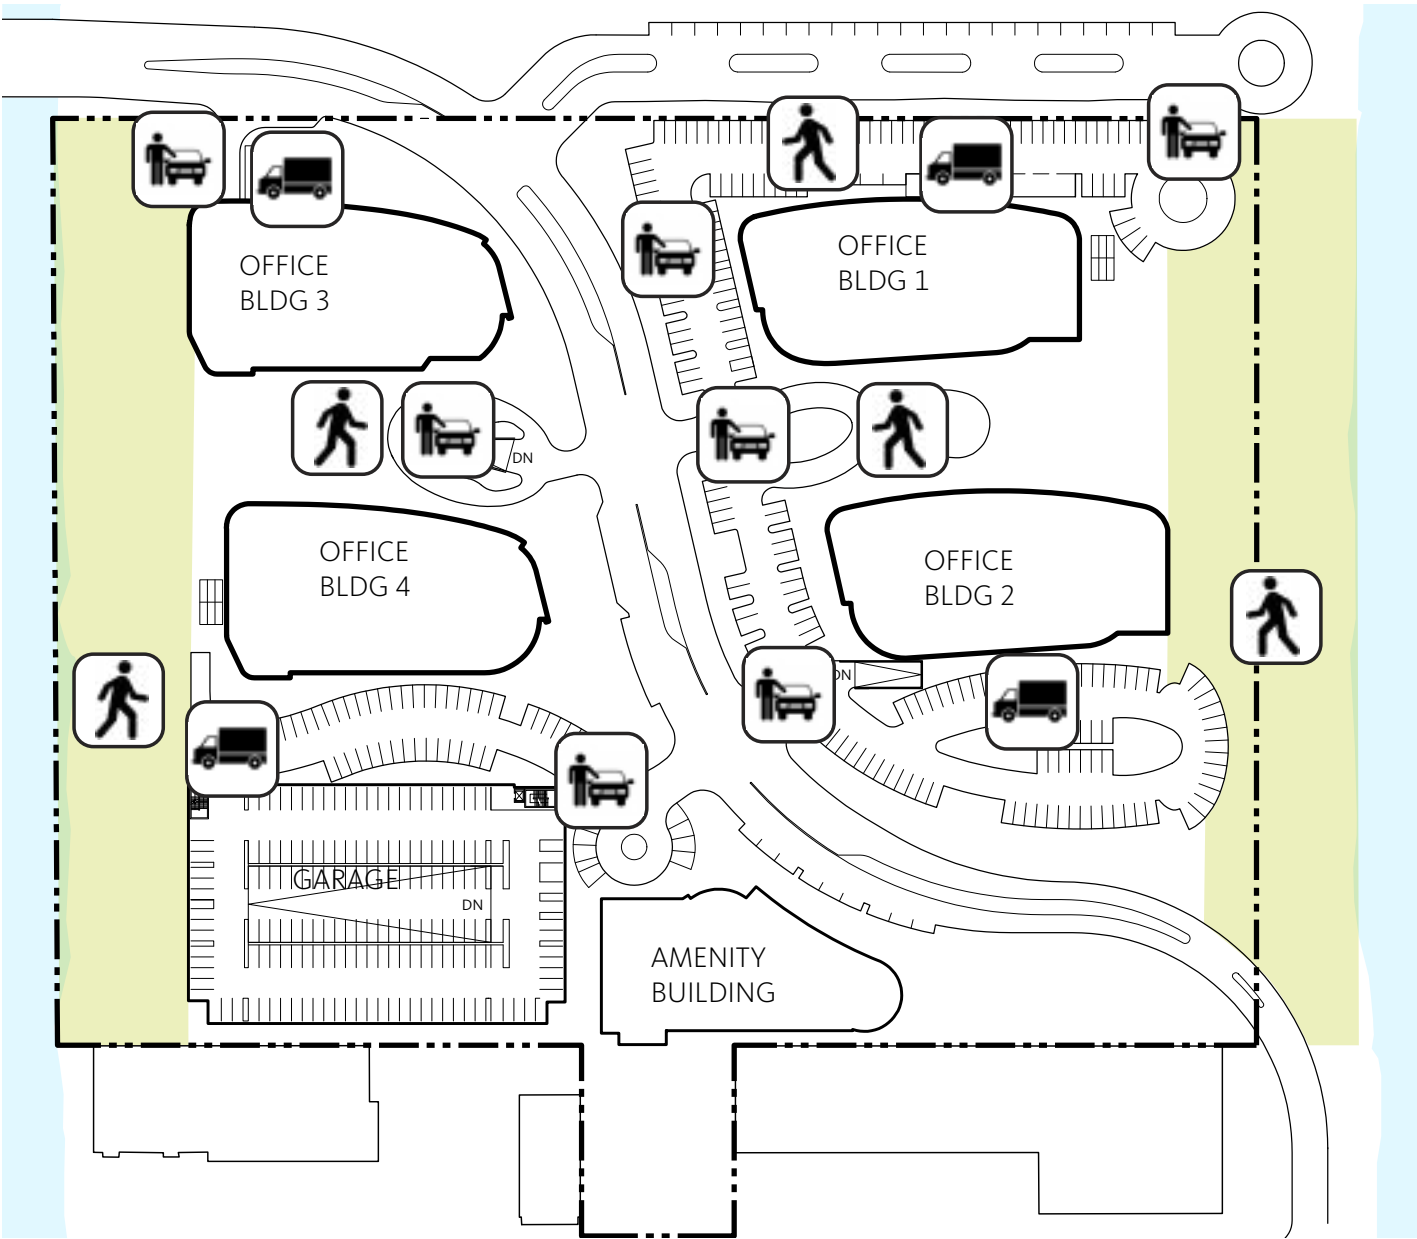 OFFICE
BLDG 3
OFFICE
BLDG 1
DN
OFFICE
BLDG 4
OFFICE
BLDG 2
DN
GARAGE
DN
AMENITY
BUILDING